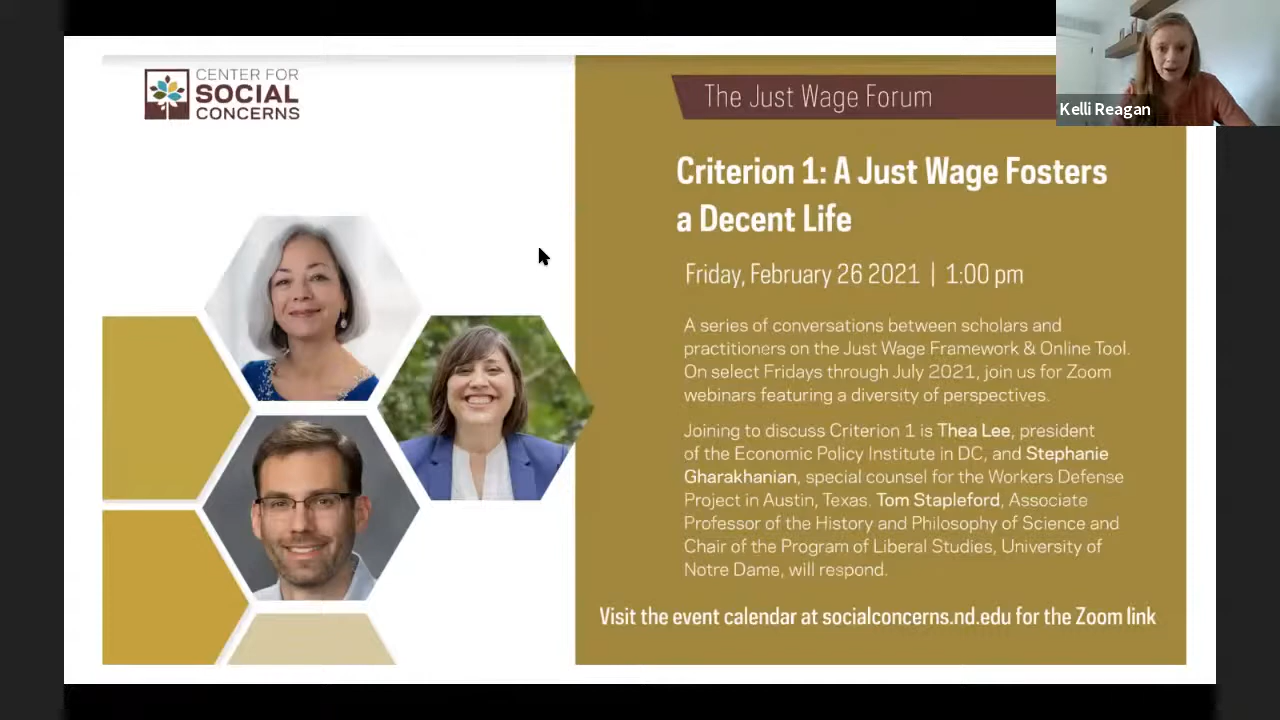 CENTER FOR
SOCIAL
CONCERNS
The Just Wage Forum
Kelli Reagan
Criterion 1: A Just Wage Fosters
a Decent Life
Friday, February 26 2021 | 1:00 pm
A series of conversations between scholars and
practitioners on the Just Wage Framework & Online Tool.
On select Fridays through July 2021, join us for Zoom
webinars featuring a diversity of perspectives.
Joining to discuss Criterion 1 is Thea Lee, president
of the Economic Policy Institute in DC, and Stephanie
Gharakhanian, special counsel for the Workers Defense
Project in Austin, Texas. Tom Stapleford, Associate
Professor of the History and Philosophy of Science and
Chair of the Program of Liberal Studies, University of
Notre Dame, will respond.
Visit the event calendar at socialconcerns.nd.edu for the Zoom link